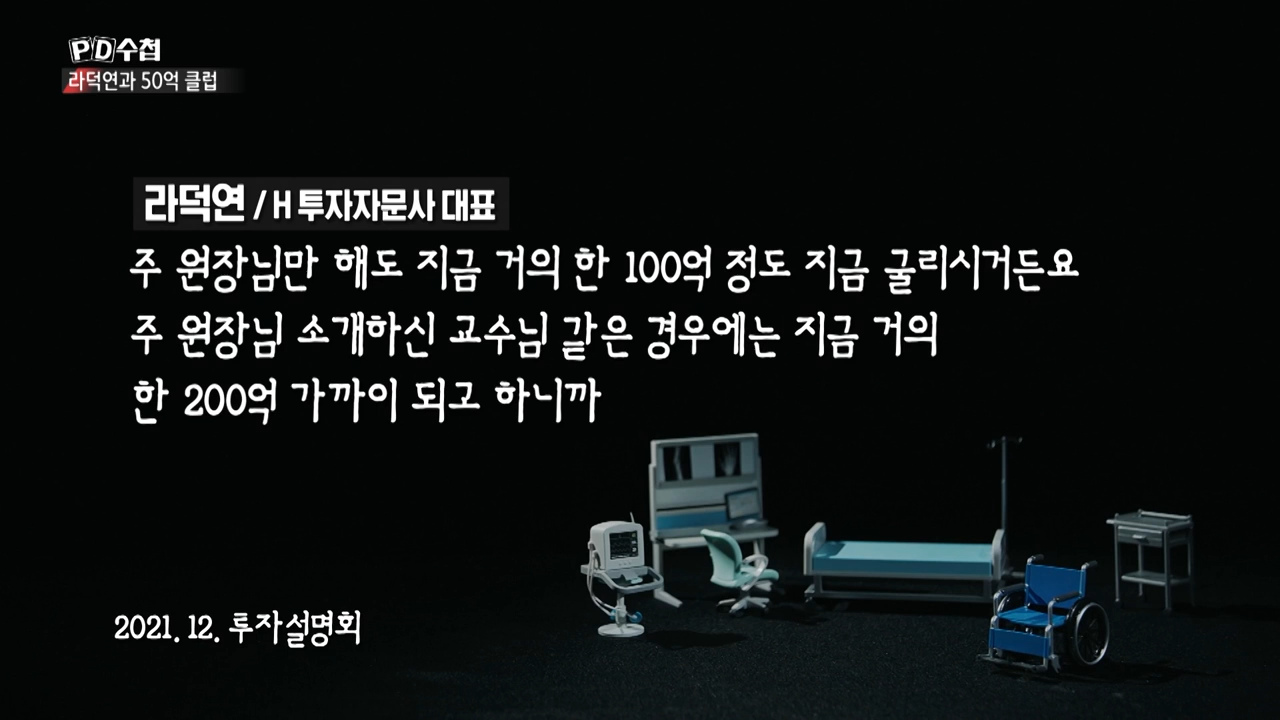 PD수첩
라덕연과 50억 클럽
라덕연 / H 투자자문사 대표
주 원장님만 해도 지금 거의 한 100억 정도 지금 굴리시거든요
주 원장님 소개하신 교수님 같은 경우에는 지금 거의
한 200억 가까이 되고 하니까
2021. 12. 투자설명회